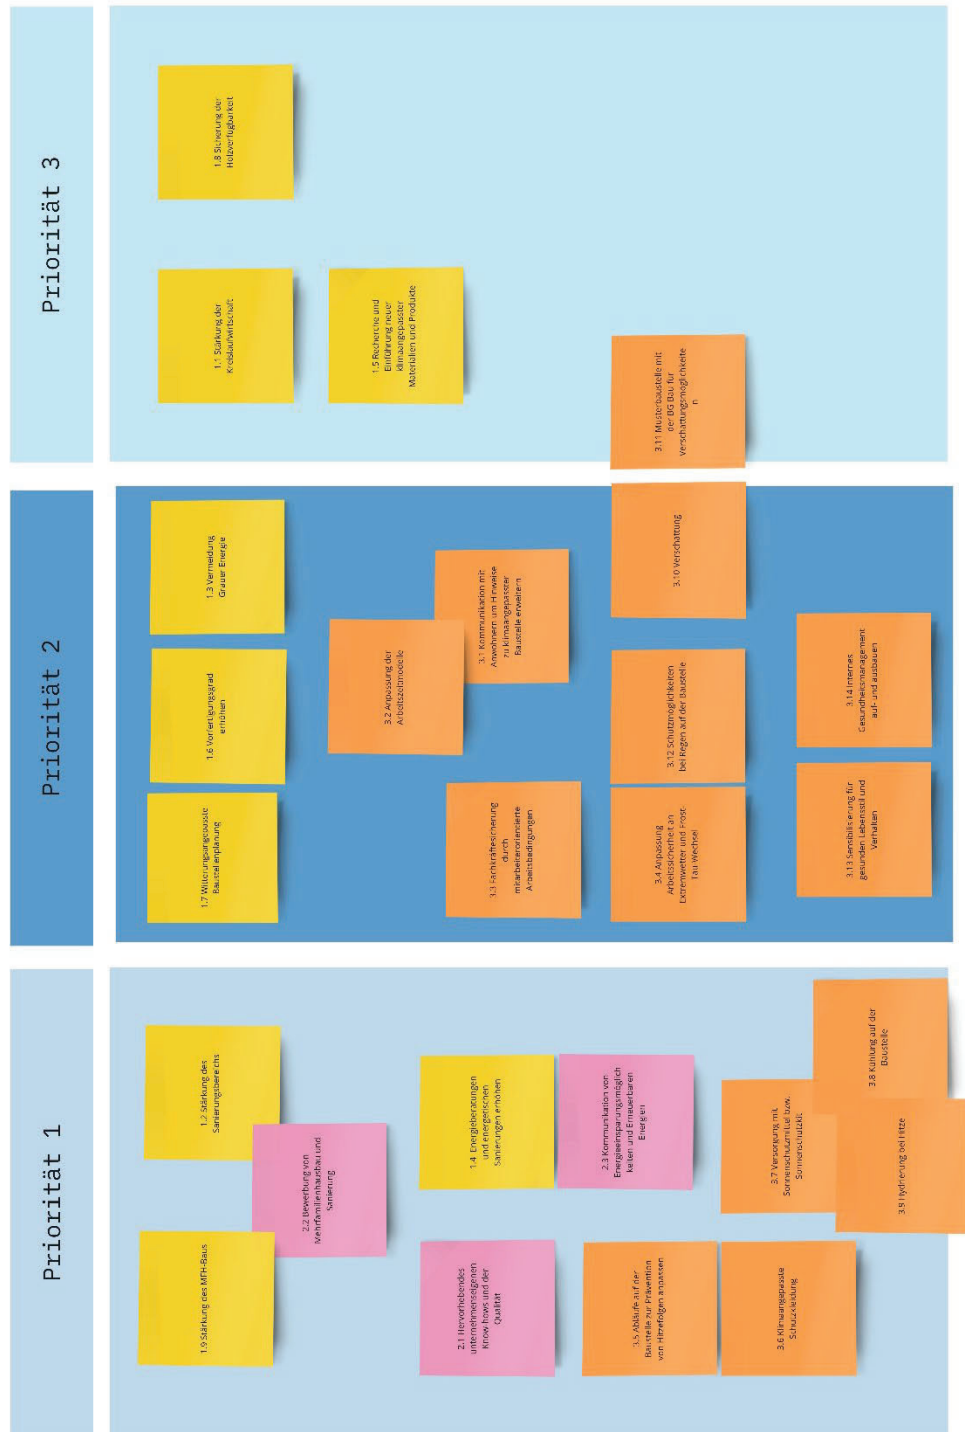 Priorität 1
1.9 Stärkung des MFH-Baus
1.2 Stärkung des
Sanierungsbereichs
2.2 Bewerbung von
Mehrfamilienhausbau und
Sanierung
2.1 Hervorhebendes
unternehmenseigenen
Know-hows und der
Qualität
1.4 Energieberatungen
und energetischen
Sanierungen erhöhen
2.3 Kommunikation von
Energieeinsparungsmöglich
keiten und Erneuerbaren
Energien
3.5 Abläufe auf der
Baustelle zur Prävention
von Hitzefolgen anpassen
3.6 Klimaangepasste
Schutzkleidung
3.7 Versorgung mit
Sonnenschutzmittel bzw.
Sonnenschutzkit
3.9 Hydrierung bei Hitze
3.8 Kühlung auf der
Baustelle
Priorität 2
1.7 Witterungsangepasste
Baustellenplanung
1.6 Vorfertigungsgrad
erhöhen
1.3 Vermeidung
Grauer Energie
3.2 Anpassung der
Arbeitszeitmodelle
3.1 Kommunikation mit
Anwohnern um Hinweise
zu klimaangepasster
Baustelle erweitern
3.3 Fachkräftesicherung
durch
mitarbeiterorientierte
Arbeitsbedingungen
3.4 Anpassung
Arbeitssicherheit an
Extremwetter und Frost-
Tau Wechsel
3.12 Schutzmöglichkeiten
bei Regen auf der Baustelle
3.10 Verschattung
3.11 Musterbaustelle mit
der BG Bau für
Verschattungsmöglichkeite
n
3.13 Sensibilisierung für
gesunden Lebensstil und
Verhalten
3.14 Internes
Gesundheitsmanagement
auf- und ausbauen
Priorität 3
1.1 Stärkung der
Kreislaufwirtschaft
1.8 Sicherung der
Holzverfügbarkeit
1.5 Recherche und
Einführung neuer
klimaangepasster
Materialien und Produkte